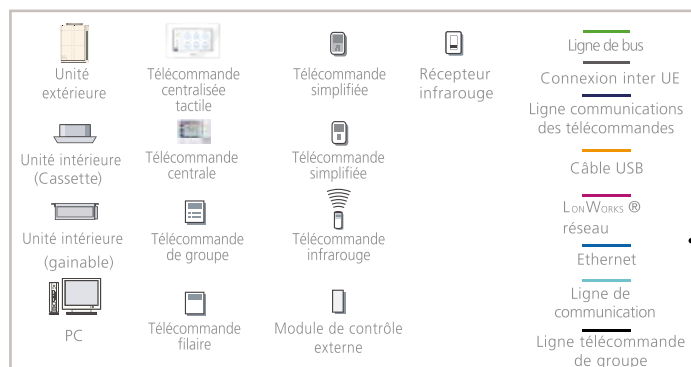 Unité
extérieure
Télécommande
centralisée
tactile
Télécommande
simplifiée
Récepteur
infrarouge
Ligne de bus
Connexion inter UE
Ligne communications
des télécommandes
Unité intérieure
(Cassette)
Télécommande
centrale
Télécommande
simplifiée
Câble USB
LONWORKS ®
réseau
Unité intérieure
(gainable)
Télécommande
de groupe
Télécommande
infrarouge
Ethernet
Ligne de
communication
PC
Télécommande
filaire
Module de contrôle
externe
Ligne télécommande
de groupe